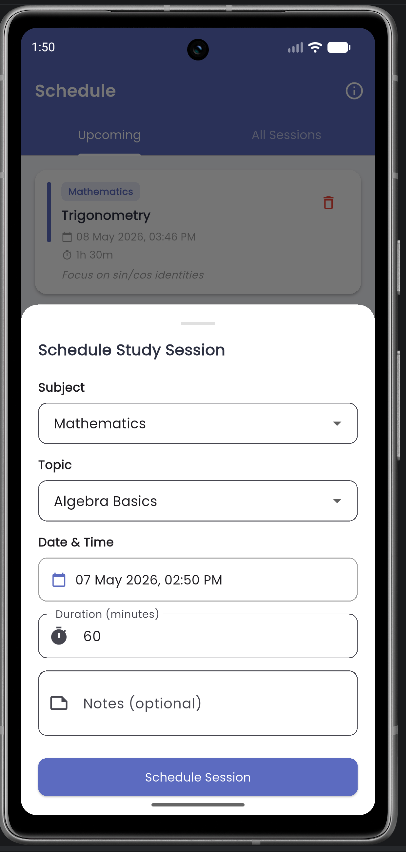 1:50
Schedule
Upcoming
All Sessions
Mathematics
Trigonometry
08 May 2026, 03:46 PM
1h 30m
Focus on sin/cos identities
Schedule Study Session
Subject
Mathematics
Topic
Algebra Basics
Date & Time
07 May 2026, 02:50 PM
Duration (minutes)
60
Notes (optional)
Schedule Session